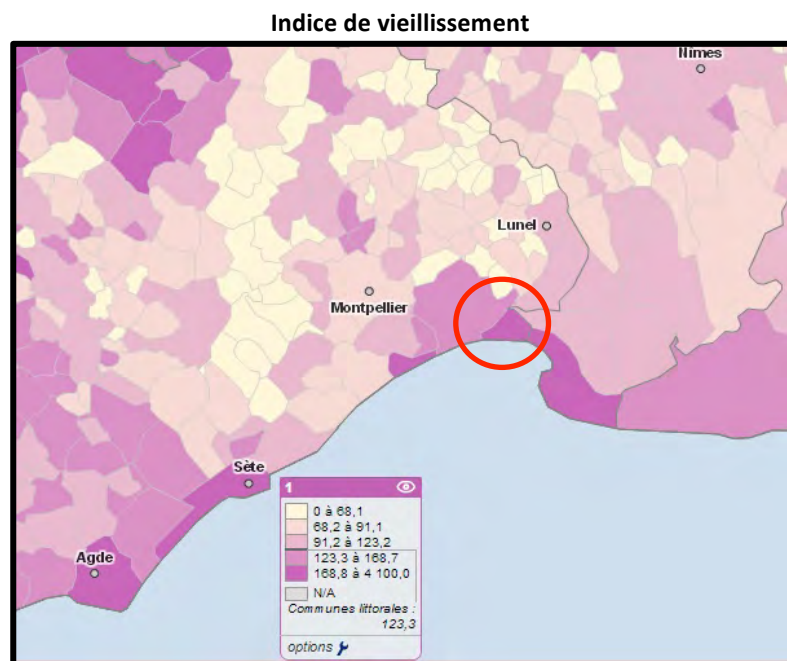 Indice de vieillissement
Nîmes
Lunel
Montpellier
Sète
Agde
1
0 à 68,1
68,2 à 91,1
91,2 à 123,2
123,3 à 168,7
168,8 à 4 100,0
N/A
Communes littorales :
123,3
options